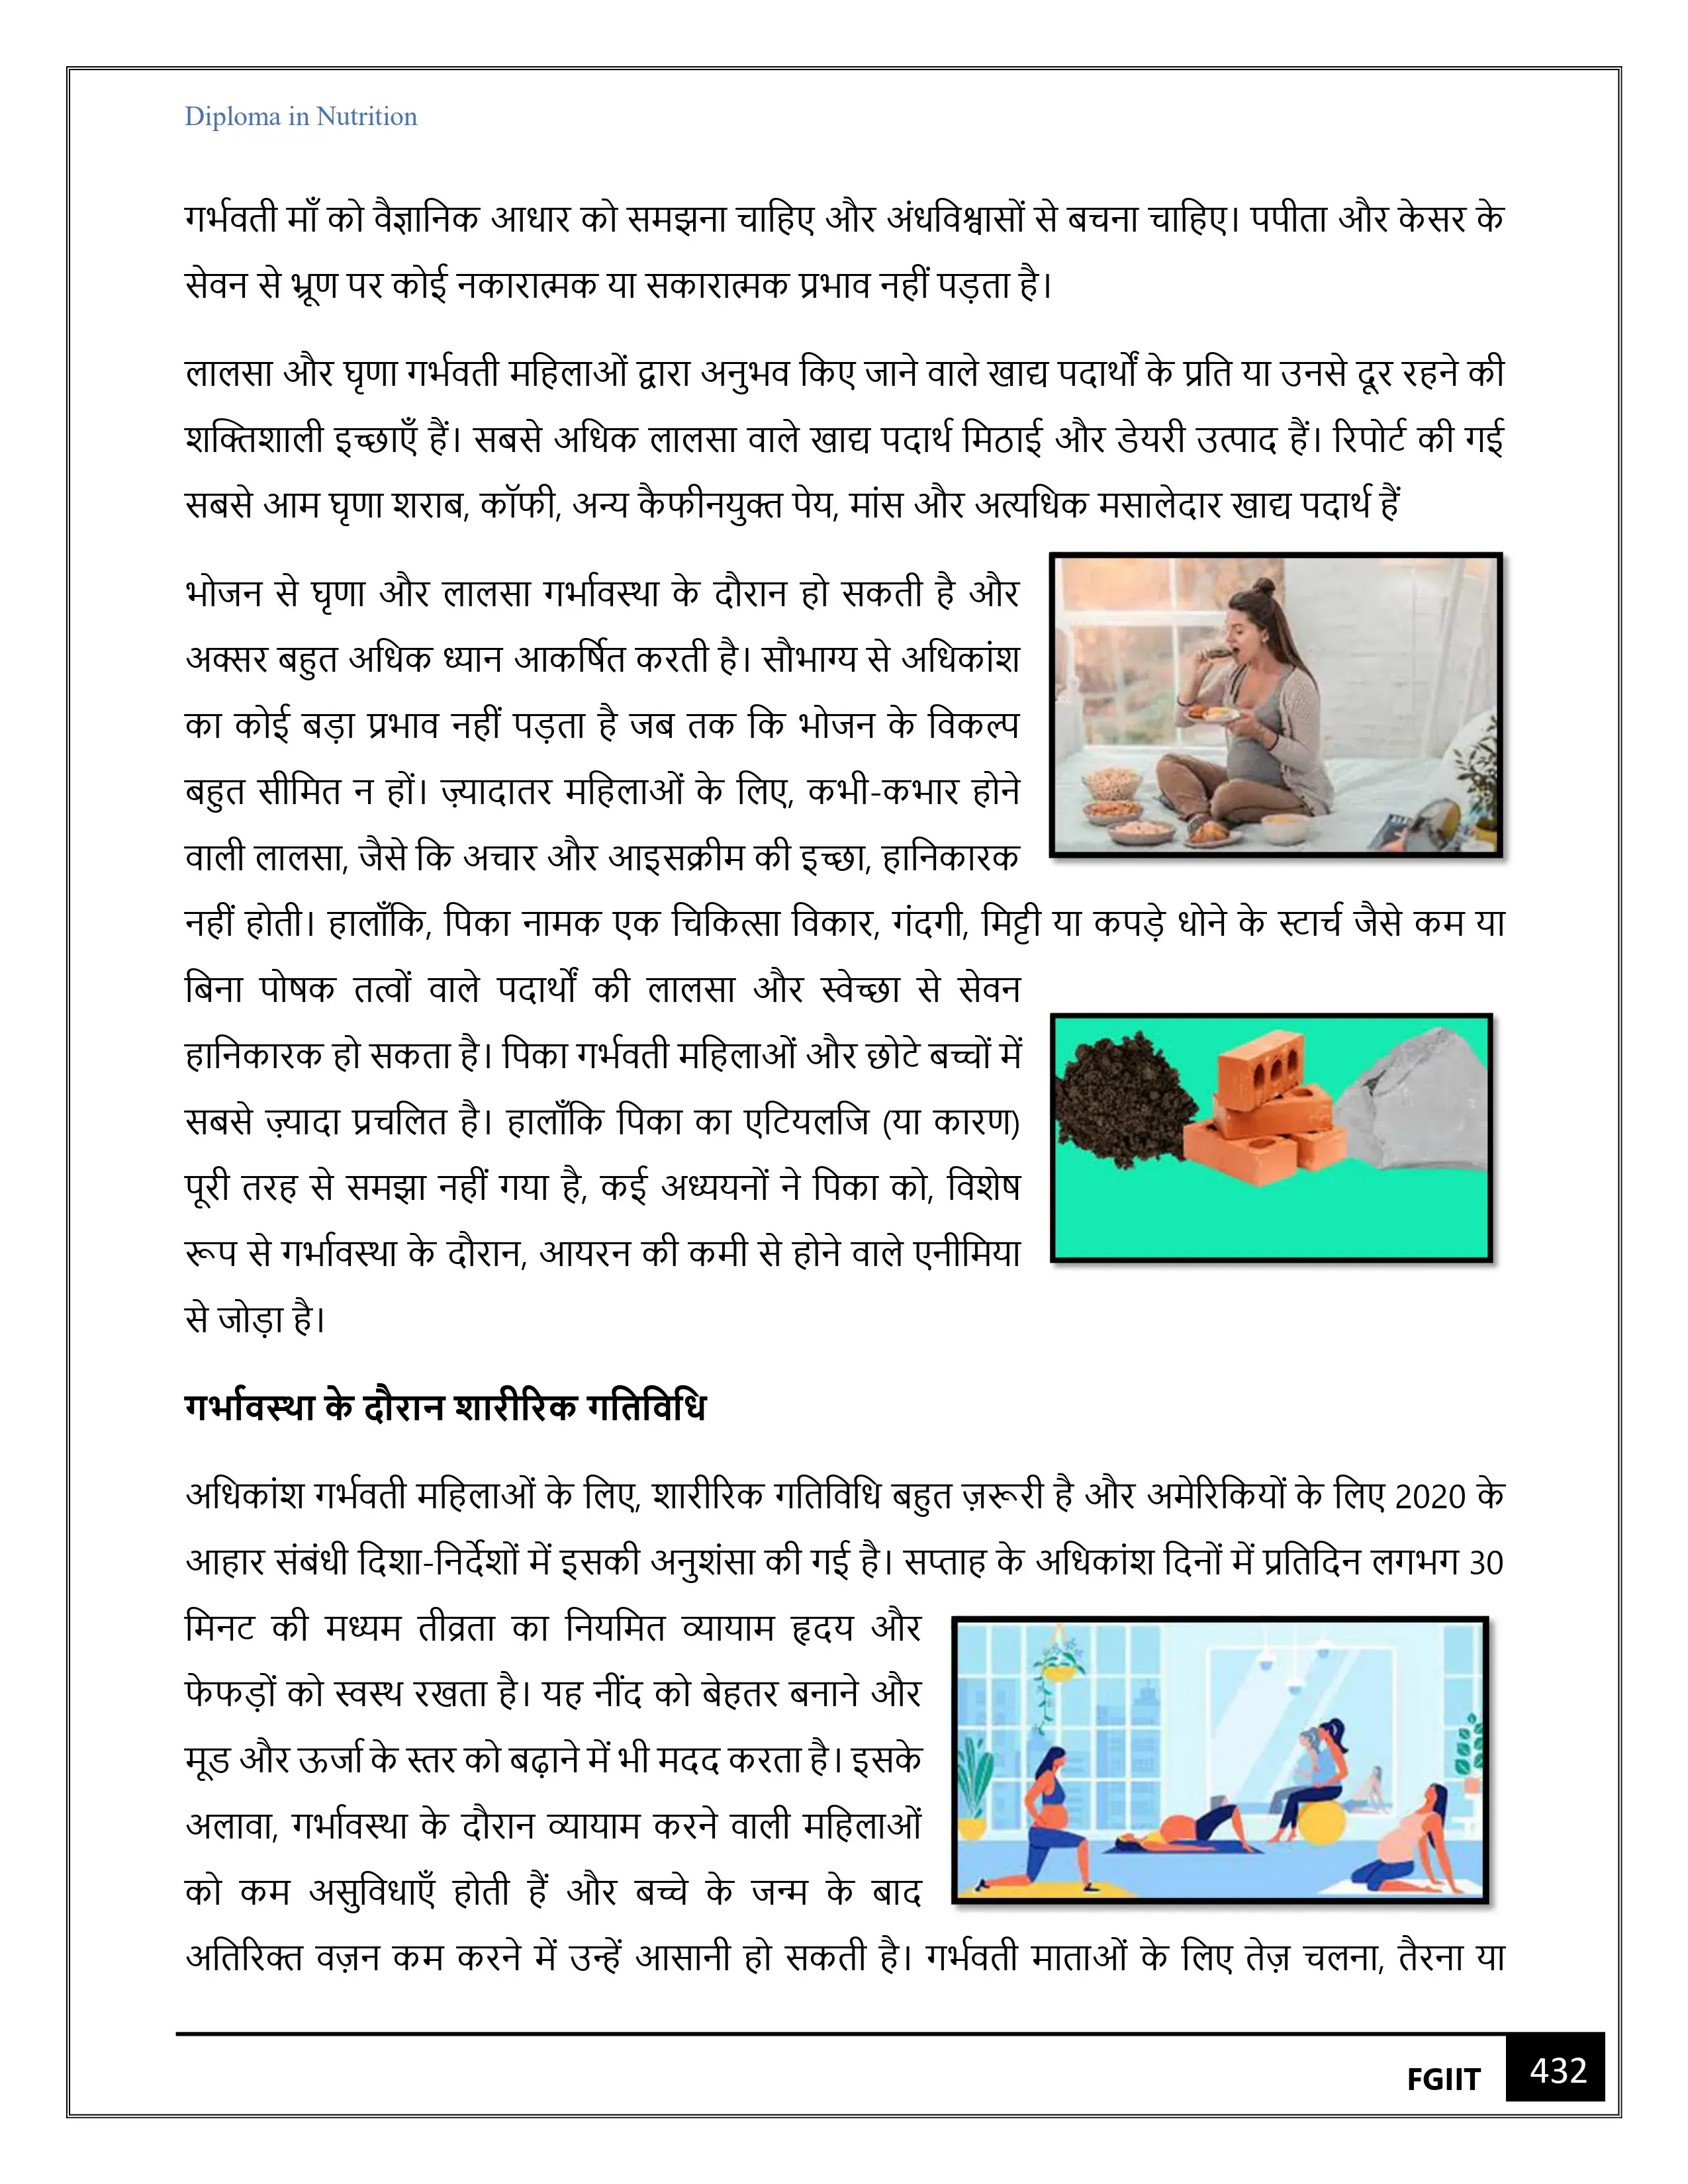 Diploma in Nutrition
गर्भवती माँ को वैज्ञानिक आधार को समझना चाहिए और अंधविश्वासों से बचना चाहिए। पपीता और केसर के
सेवन से भ्रूण पर कोई नकारात्मक या सकारात्मक प्रभाव नहीं पड़ता है।
लालसा और घृणा गर्भवती महिलाओं द्वारा अनुभव किए जाने वाले खाद्य पदार्थों के प्रति या उनसे दूर रहने की
शक्तिशाली इच्छाएँ हैं। सबसे अधिक लालसा वाले खाद्य पदार्थ मिठाई और डेयरी उत्पाद हैं। रिपोर्ट की गई
सबसे आम घृणा शराब, कॉफी, अन्य कैफीनयुक्त पेय, मांस और अत्यधिक मसालेदार खाद्य पदार्थ हैं
भोजन से घृणा और लालसा गर्भावस्था के दौरान हो सकती है और
अक्सर बहुत अधिक ध्यान आकर्षित करती है। सौभाग्य से अधिकांश
का कोई बड़ा प्रभाव नहीं पड़ता है जब तक कि भोजन के विकल्प
बहुत सीमित न हों। ज़्यादातर महिलाओं के लिए, कभी-कभार होने
वाली लालसा, जैसे कि अचार और आइसक्रीम की इच्छा, हानिकारक
नहीं होती। हालाँकि, पिका नामक एक चिकित्सा विकार, गंदगी, मिट्टी या कपड़े धोने के स्टार्च जैसे कम या
बिना पोषक तत्वों वाले पदार्थों की लालसा और स्वेच्छा से सेवन
हानिकारक हो सकता है। पिका गर्भवती महिलाओं और छोटे बच्चों में
सबसे ज़्यादा प्रचलित है। हालाँकि पिका का एटियलजि (या कारण)
पूरी तरह से समझा नहीं गया है, कई अध्ययनों ने पिका को, विशेष
रूप से गर्भावस्था के दौरान, आयरन की कमी से होने वाले एनीमिया
से जोड़ा है।
गर्भावस्था के दौरान शारीरिक गतिविधि
अधिकांश गर्भवती महिलाओं के लिए, शारीरिक गतिविधि बहुत ज़रूरी है और अमेरिकियों के लिए 2020 के
आहार संबंधी दिशा-निर्देशों में इसकी अनुशंसा की गई है। सप्ताह के अधिकांश दिनों में प्रतिदिन लगभग 30
मिनट की मध्यम तीव्रता का नियमित व्यायाम हृदय और
फेफड़ों को स्वस्थ रखता है। यह नींद को बेहतर बनाने और
मूड और ऊर्जा के स्तर को बढ़ाने में भी मदद करता है। इसके
अलावा, गर्भावस्था के दौरान व्यायाम करने वाली महिलाओं
को कम असुविधाएँ होती हैं और बच्चे के जन्म के बाद
अतिरिक्त वज़न कम करने में उन्हें आसानी हो सकती है। गर्भवती माताओं के लिए तेज़ चलना, तैरना या
FGIIT 432